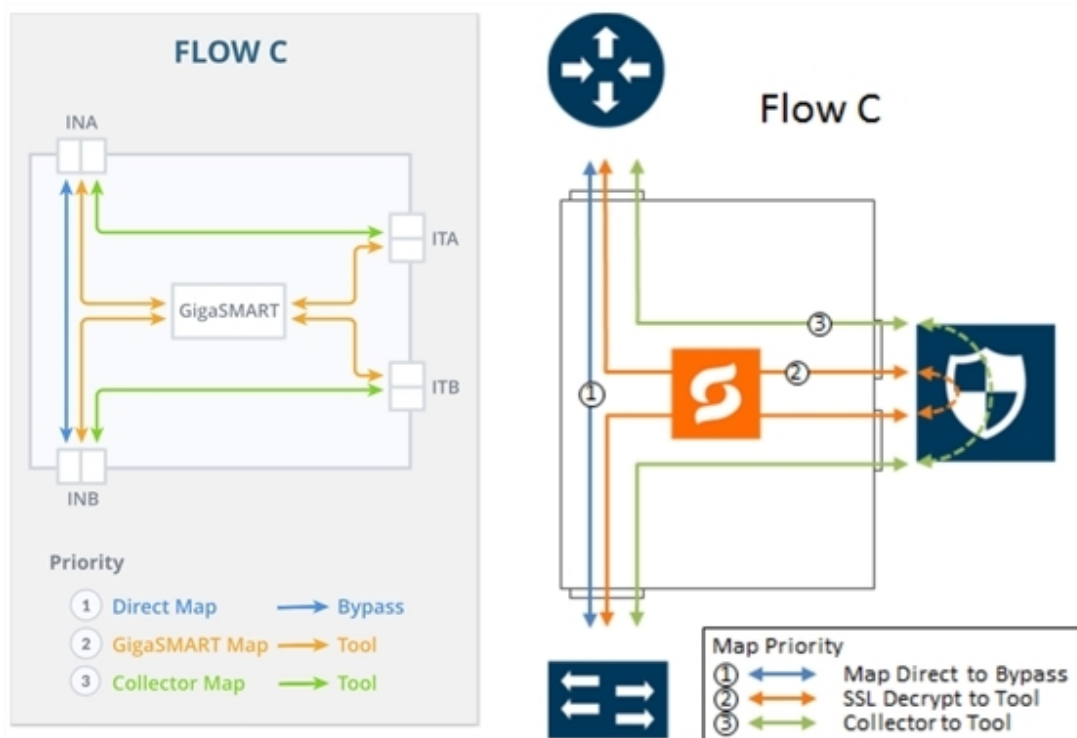 FLOW C
INA
ITA
GigaSMART
ITB
INB
Priority
1 Direct Map Bypass
2 GigaSMART Map Tool
3 Collector Map Tool
Flow C
3
2
1
Map Priority
1 Map Direct to Bypass
2 SSL Decrypt to Tool
3 Collector to Tool